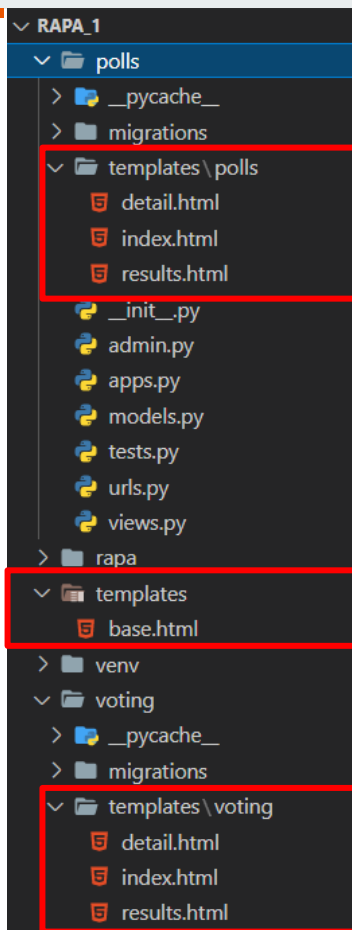 RAPA_1
polls
__pycache__
migrations
templates\polls
detail.html
index.html
results.html
__init__.py
admin.py
apps.py
models.py
tests.py
urls.py
views.py
rapa
templates
base.html
venv
voting
__pycache__
migrations
templates\voting
detail.html
index.html
results.html